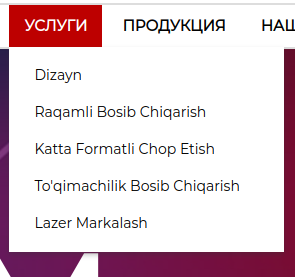 УСЛУГИ ПРОДУКЦИЯ НАШ
Dizayn
Raqamli Bosib Chiqarish
Katta Formatli Chop Etish
To'qimachilik Bosib Chiqarish
Lazer Markalash